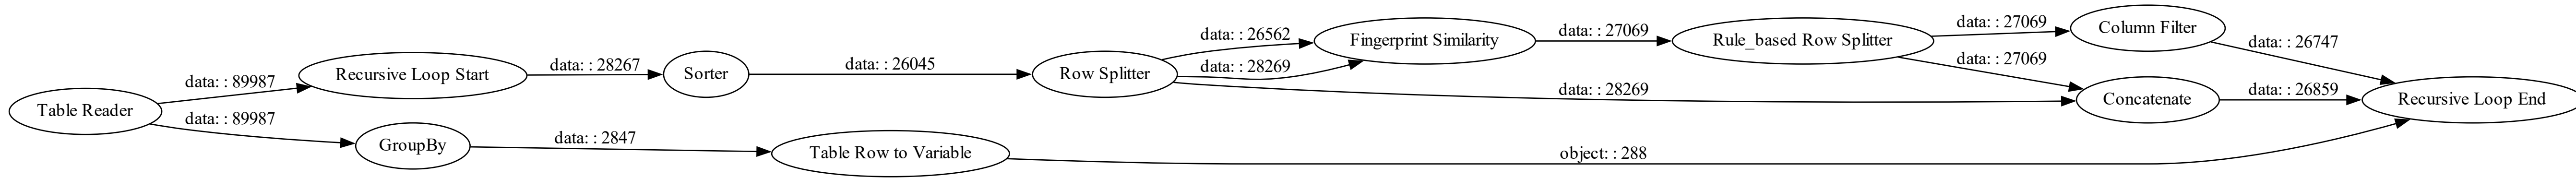 Table Reader
data: : 89987
data: : 89987
Recursive Loop Start
GroupBy
data: : 28267
data: : 2847
Sorter
Table Row to Variable
data: : 26045
Row Splitter
data: : 26562
data: : 28269
data: : 28269
object: : 288
Fingerprint Similarity
data: : 27069
Rule_based Row Splitter
data: : 27069
data: : 27069
Column Filter
Concatenate
data: : 26747
data: : 26859
Recursive Loop End